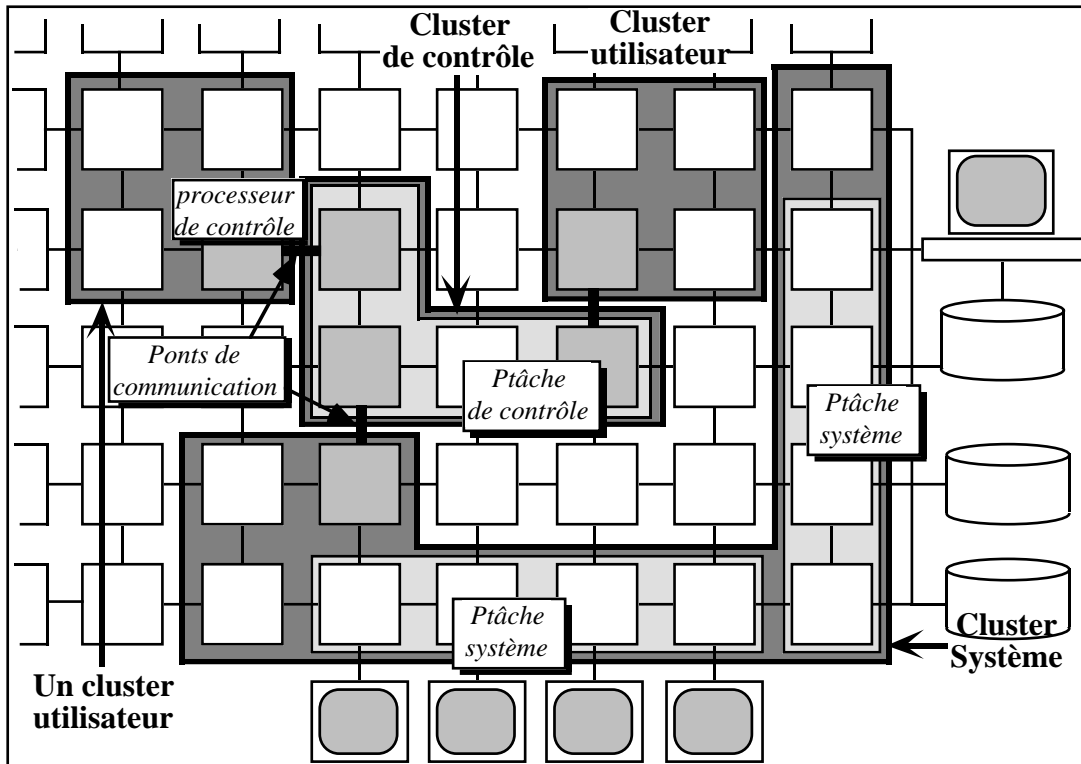 Cluster
de contrôle
Cluster
utilisateur
processeur
de contrôle
Ponts de
communication
Ptâche
de contrôle
Ptâche
système
Ptâche
système
Cluster
Système
Un cluster
utilisateur